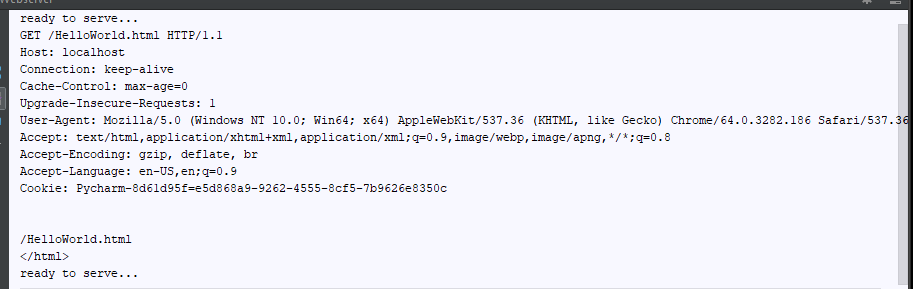 ready to serve...
GET /HelloWorld.html HTTP/1.1
Host: localhost
Connection: keep-alive
Cache-Control: max-age=0
Upgrade-Insecure-Requests: 1
User-Agent: Mozilla/5.0 (Windows NT 10.0; Win64; x64) AppleWebKit/537.36 (KHTML, like Gecko) Chrome/64.0.3282.186 Safari/537.36
Accept: text/html,application/xhtml+xml,application/xml;q=0.9,image/webp,image/apng,*/*;q=0.8
Accept-Encoding: gzip, deflate, br
Accept-Language: en-US,en;q=0.9
Cookie: Pycharm-8d61d95f=e5d868a9-9262-4555-8cf5-7b9626e8350c
/HelloWorld.html
</html>
ready to serve...